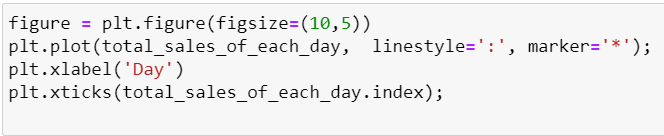 figure = plt.figure(figsize=(10,5))
plt.plot(total_sales_of_each_day,  linestyle=':', marker='*');
plt.xlabel('Day')
plt.xticks(total_sales_of_each_day.index);